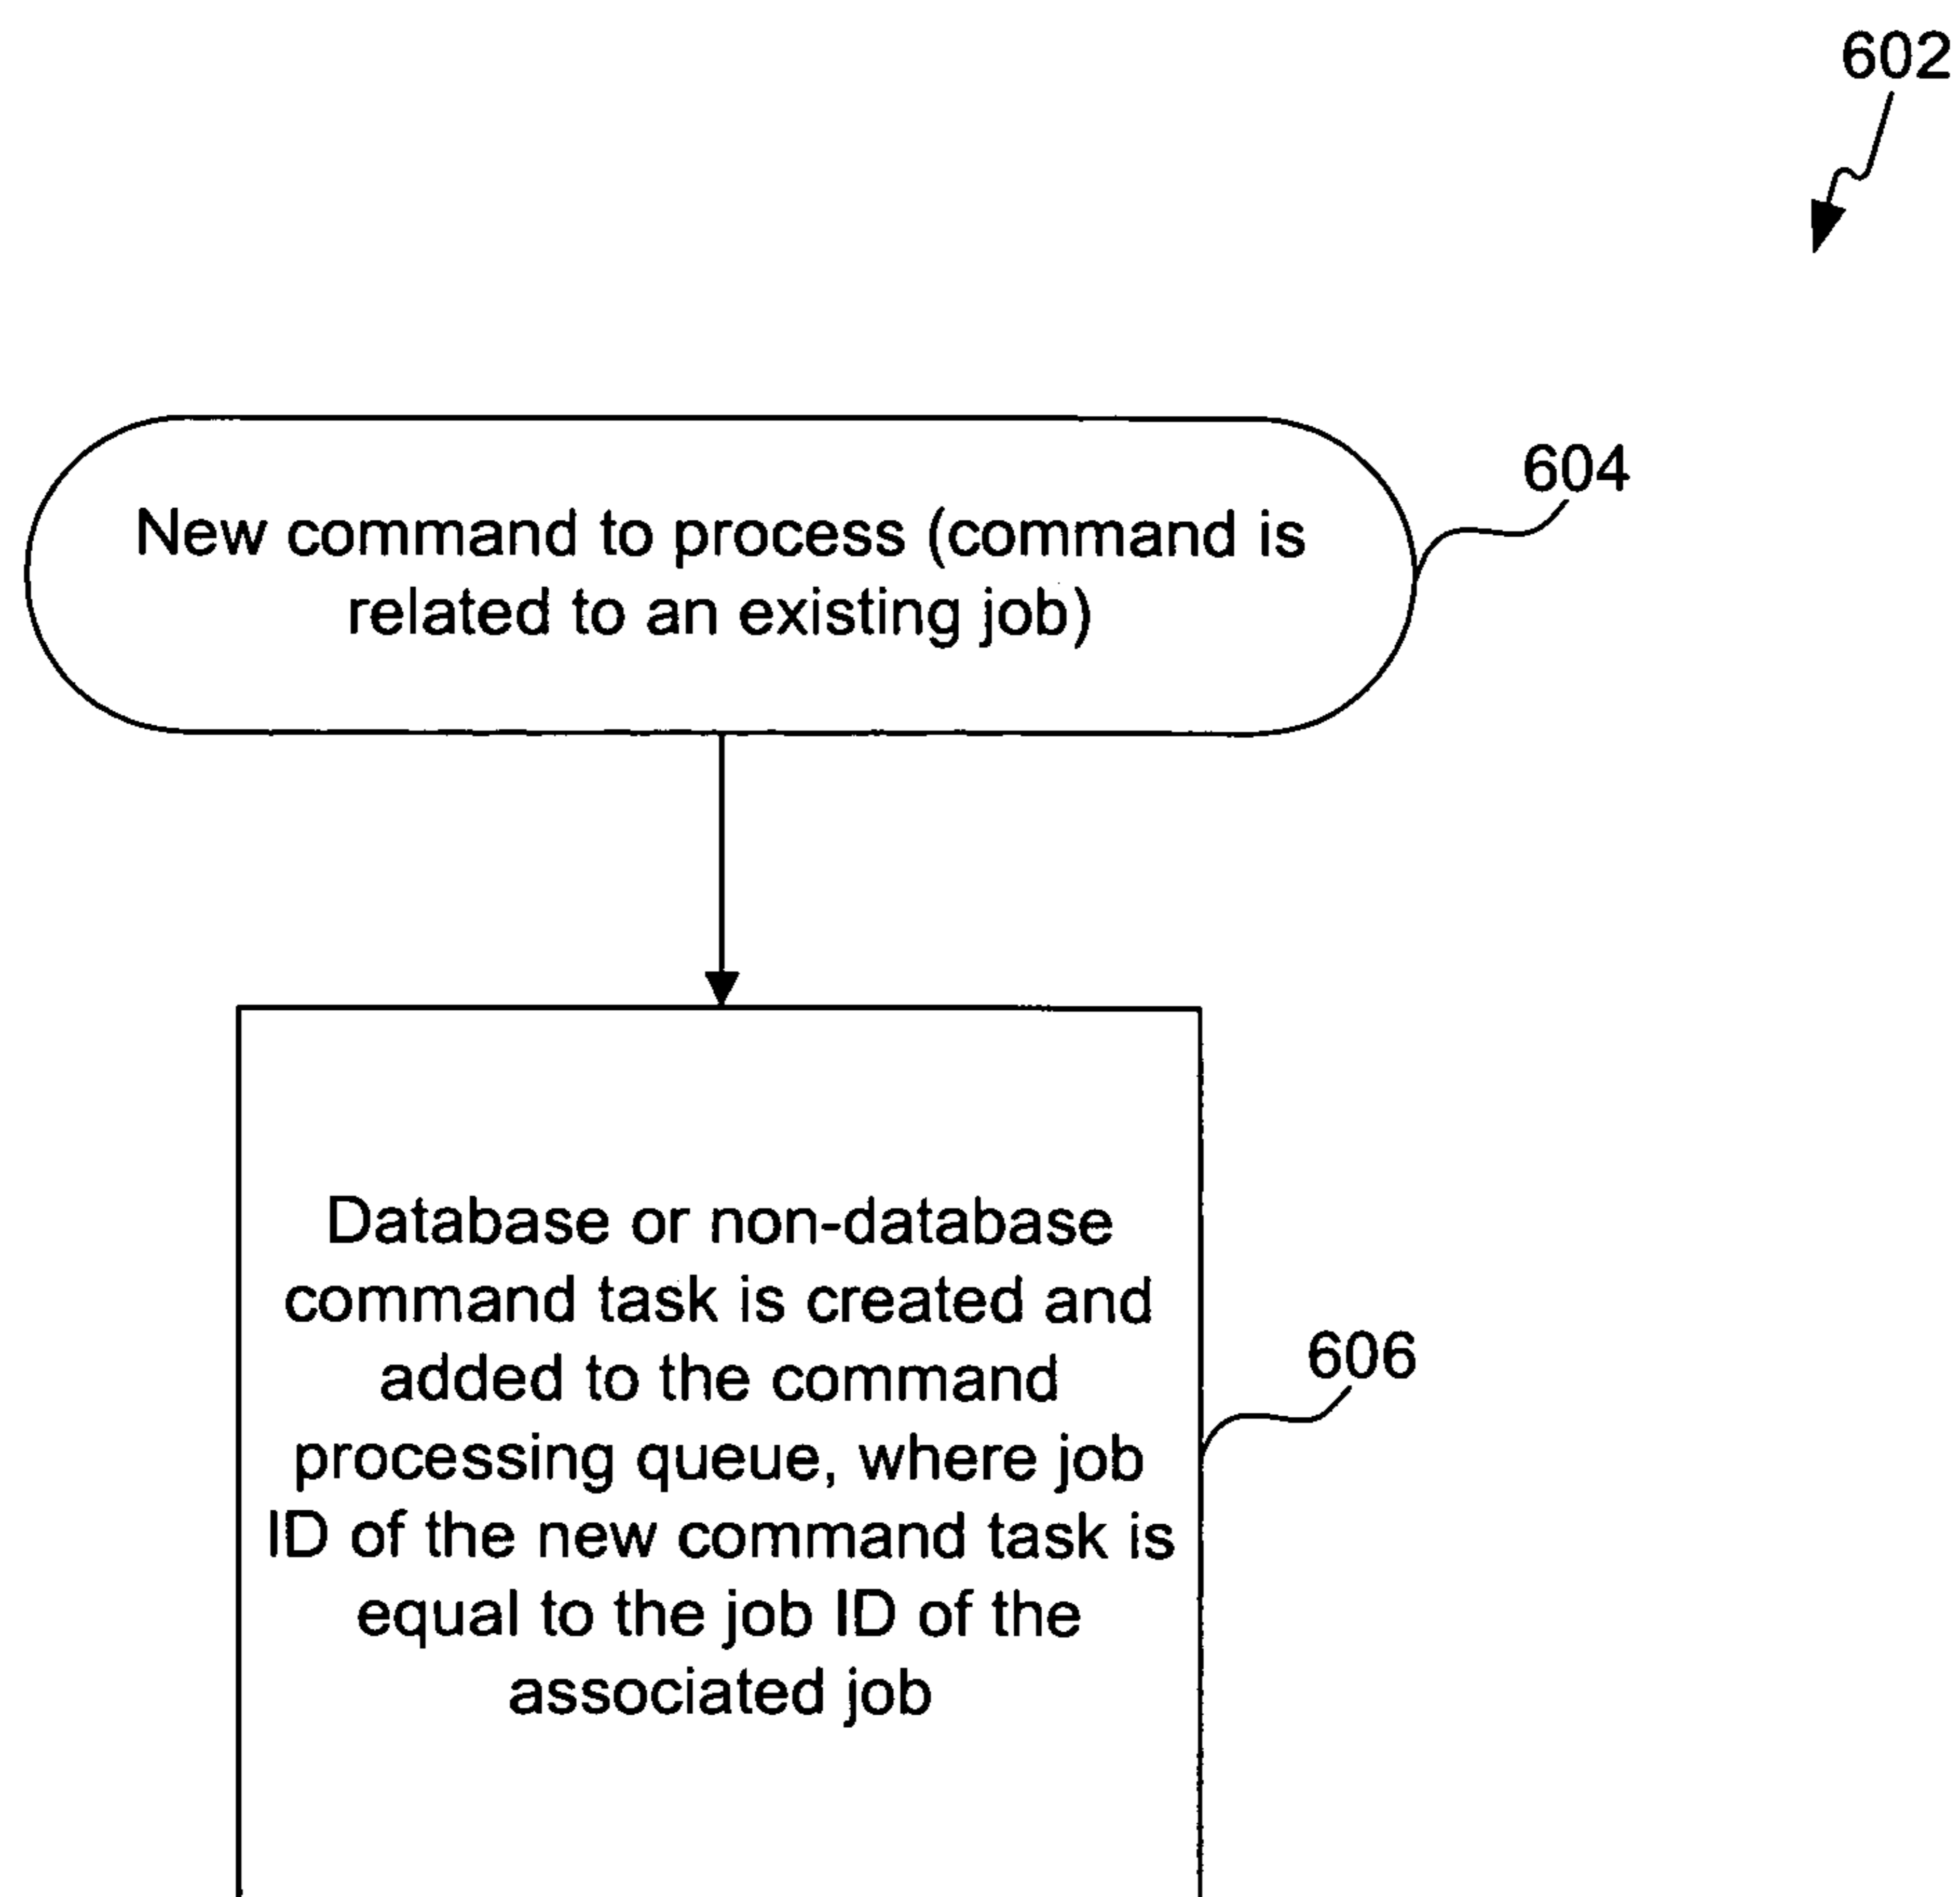 602
604
New command to process (command is
related to an existing job)
Database or non-database
command task is created and
added to the command
606
processing queue, where job
ID of the new command task is
equal to the job ID of the
associated job